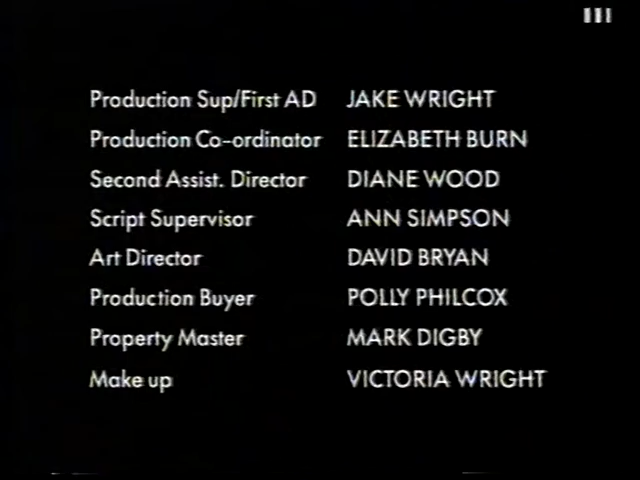 Production Sup/First AD JAKE WRIGHT
Production Co-ordinator ELIZABETH BURN
Second Assist. Director DIANE WOOD
Script Supervisor ANN SIMPSON
Art Director DAVID BRYAN
Production Buyer POLLY PHILCOX
Property Master MARK DIGBY
Make up VICTORIA WRIGHT